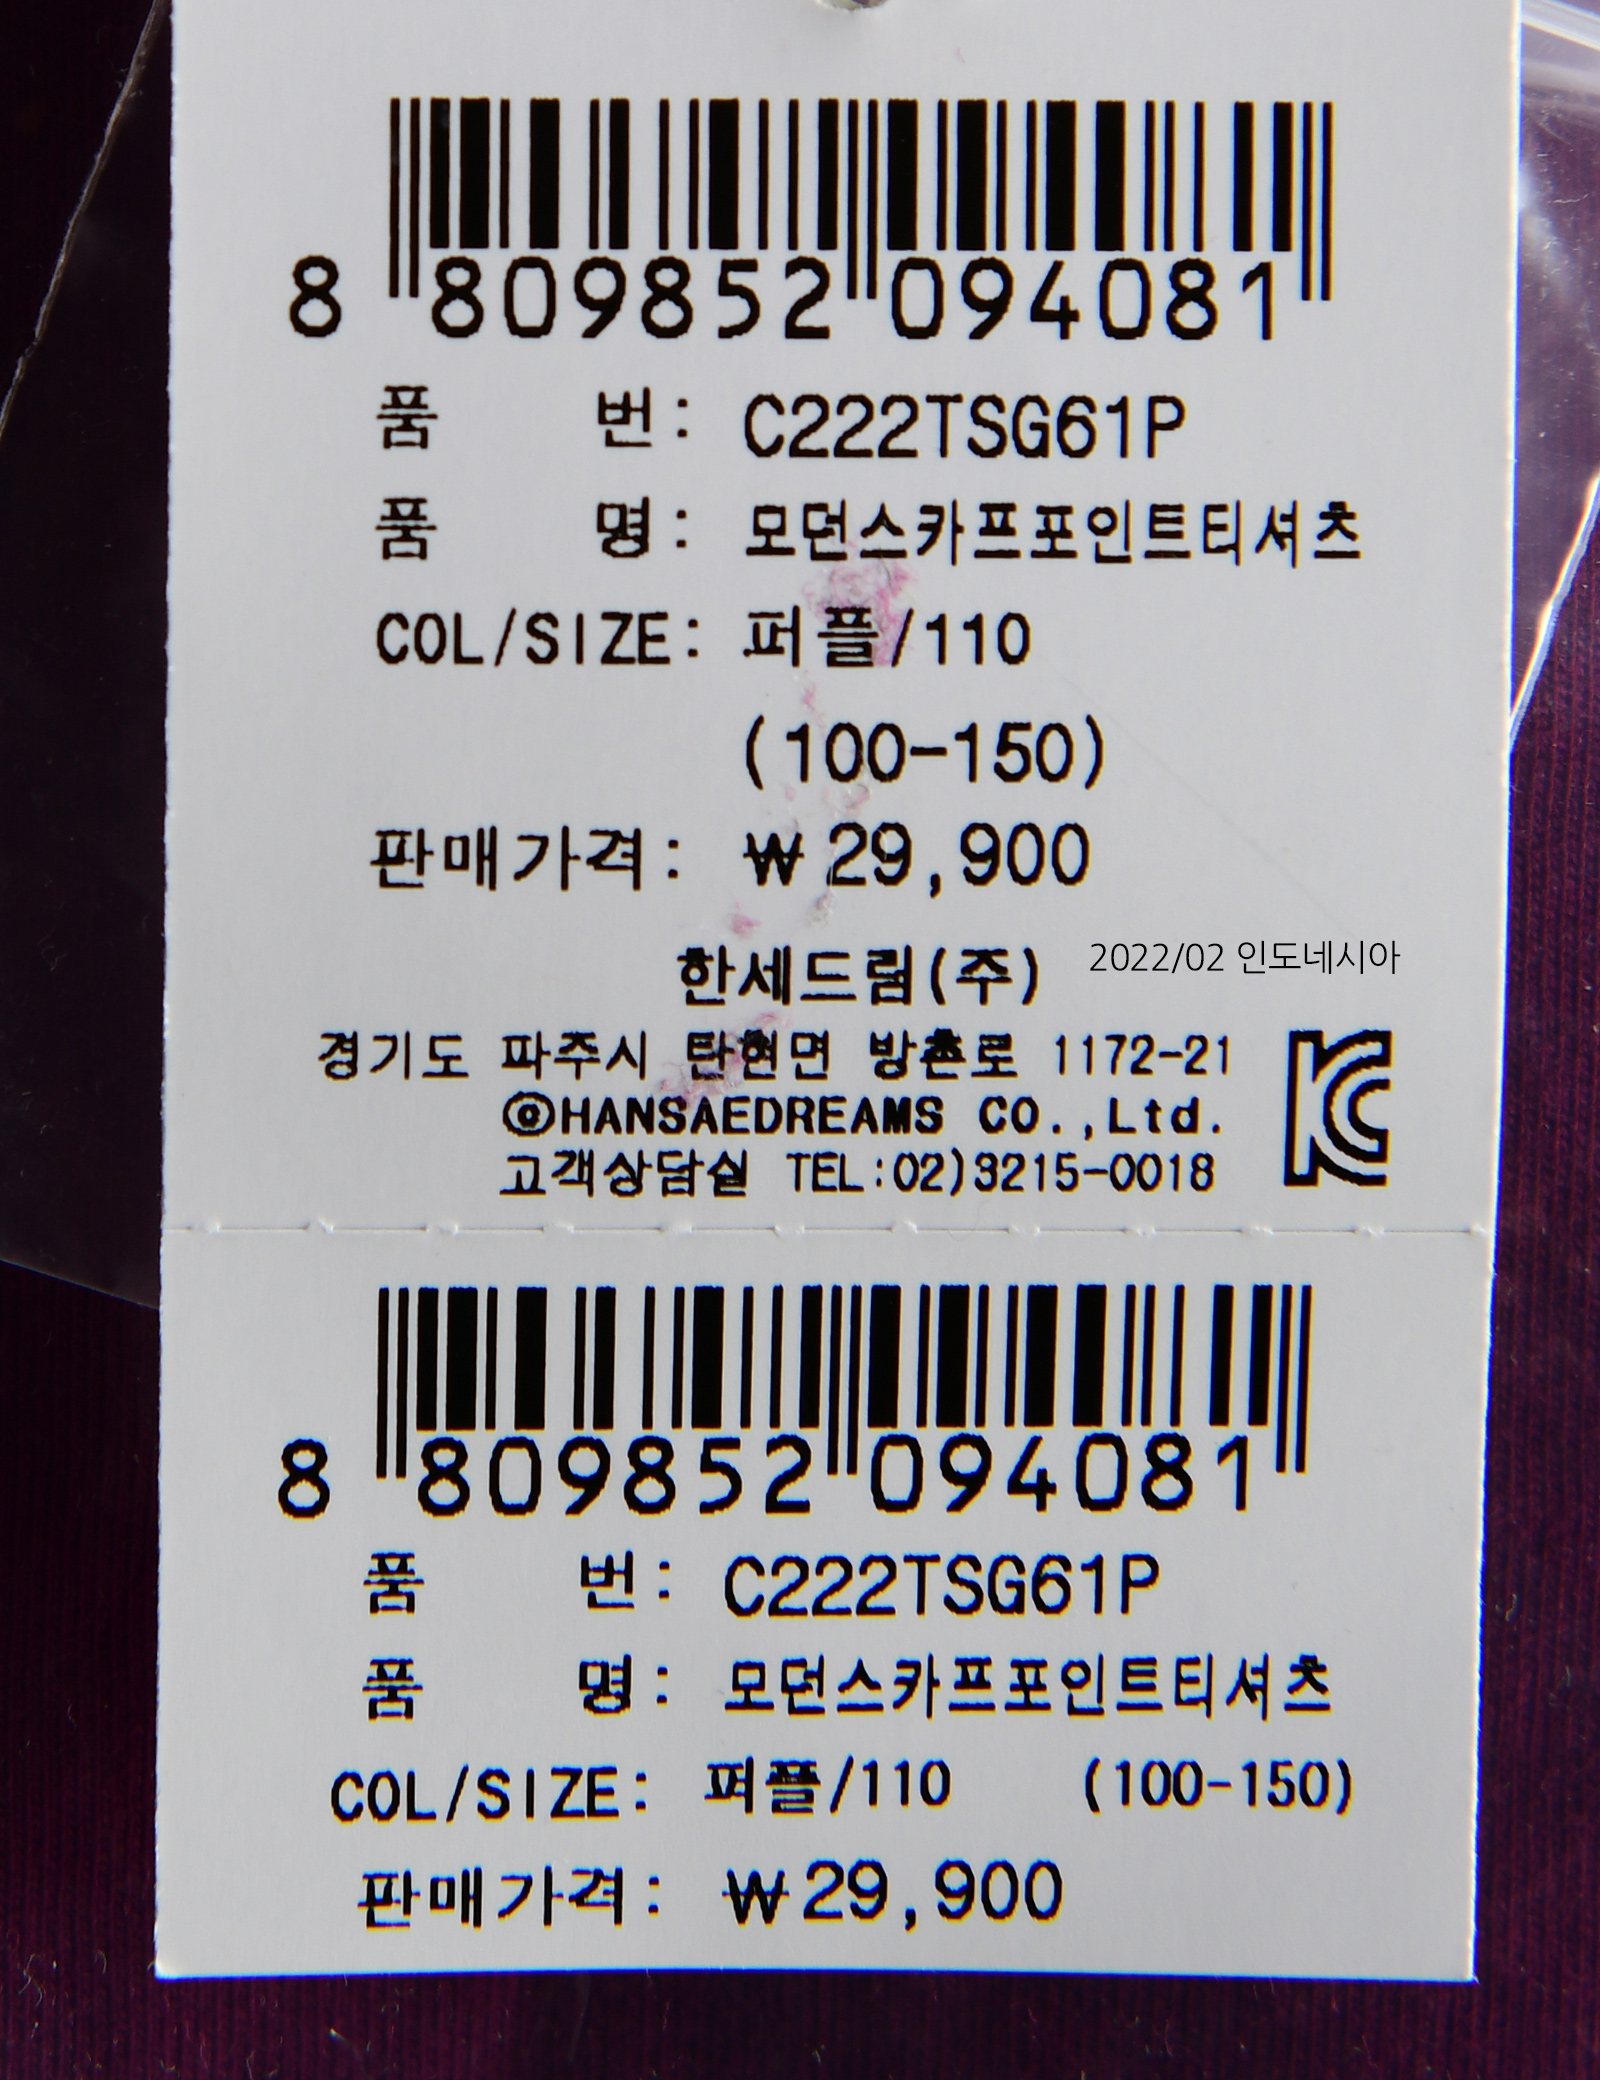 8 809852 094081
품 번: C222TSG61P
품 명: 모던스카프포인트티셔츠
COL/SIZE: 퍼플/110
(100-150)
판매가격: ₩29,900
한세드림(주) 2022/02 인도네시아
경기도 파주시 탄현면 방촌로 1172-21
ⓒHANSAEDREAMS CO.,Ltd.
고객상담실 TEL:02)3215-0018
KC
8 809852 094081
품 번: C222TSG61P
품 명: 모던스카프포인트티셔츠
COL/SIZE: 퍼플/110 (100-150)
판매가격: ₩29,900